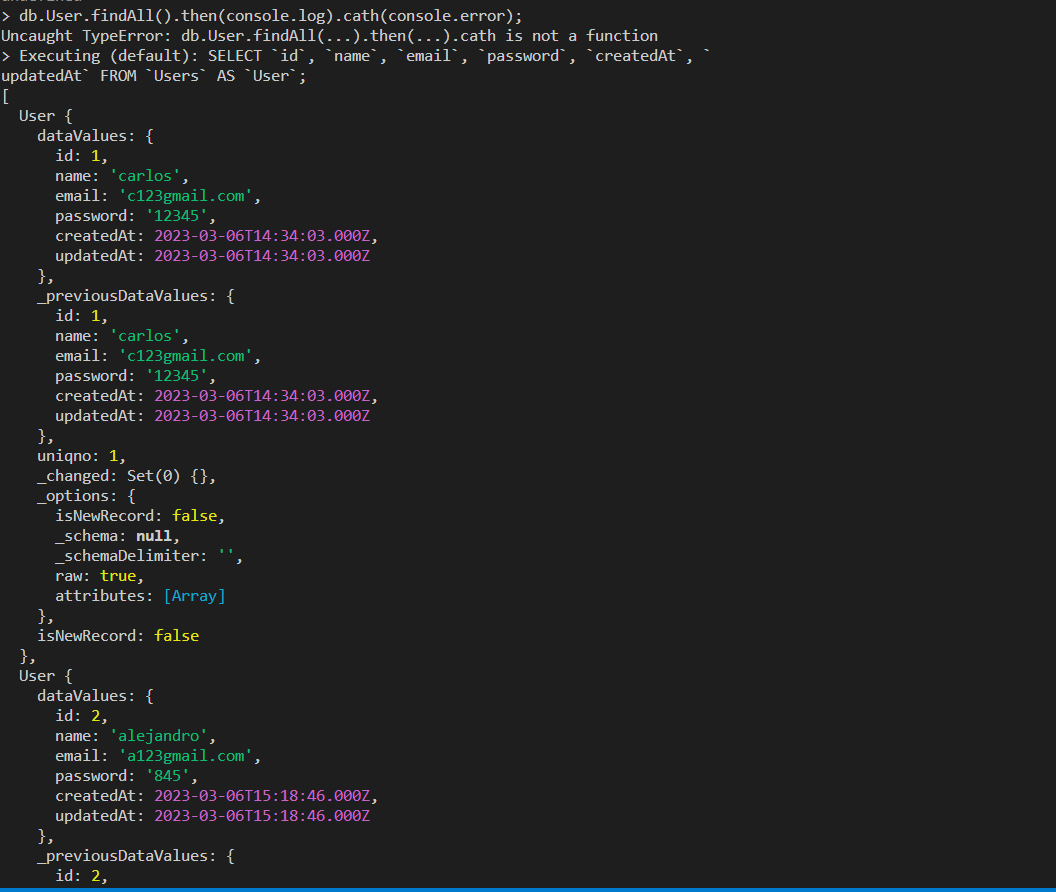 > db.User.findAll().then(console.log).cath(console.error);
Uncaught TypeError: db.User.findAll(...).then(...).cath is not a function
> Executing (default): SELECT `id`, `name`, `email`, `password`, `createdAt`, `
updatedAt` FROM `Users` AS `User`;
[
  User {
    dataValues: {
      id: 1,
      name: 'carlos',
      email: 'c123gmail.com',
      password: '12345',
      createdAt: 2023-03-06T14:34:03.000Z,
      updatedAt: 2023-03-06T14:34:03.000Z
    },
    _previousDataValues: {
      id: 1,
      name: 'carlos',
      email: 'c123gmail.com',
      password: '12345',
      createdAt: 2023-03-06T14:34:03.000Z,
      updatedAt: 2023-03-06T14:34:03.000Z
    },
    uniqno: 1,
    _changed: Set(0) {},
    _options: {
      isNewRecord: false,
      _schema: null,
      _schemaDelimiter: '',
      raw: true,
      attributes: [Array]
    },
    isNewRecord: false
  },
  User {
    dataValues: {
      id: 2,
      name: 'alejandro',
      email: 'a123gmail.com',
      password: '845',
      createdAt: 2023-03-06T15:18:46.000Z,
      updatedAt: 2023-03-06T15:18:46.000Z
    },
    _previousDataValues: {
      id: 2,